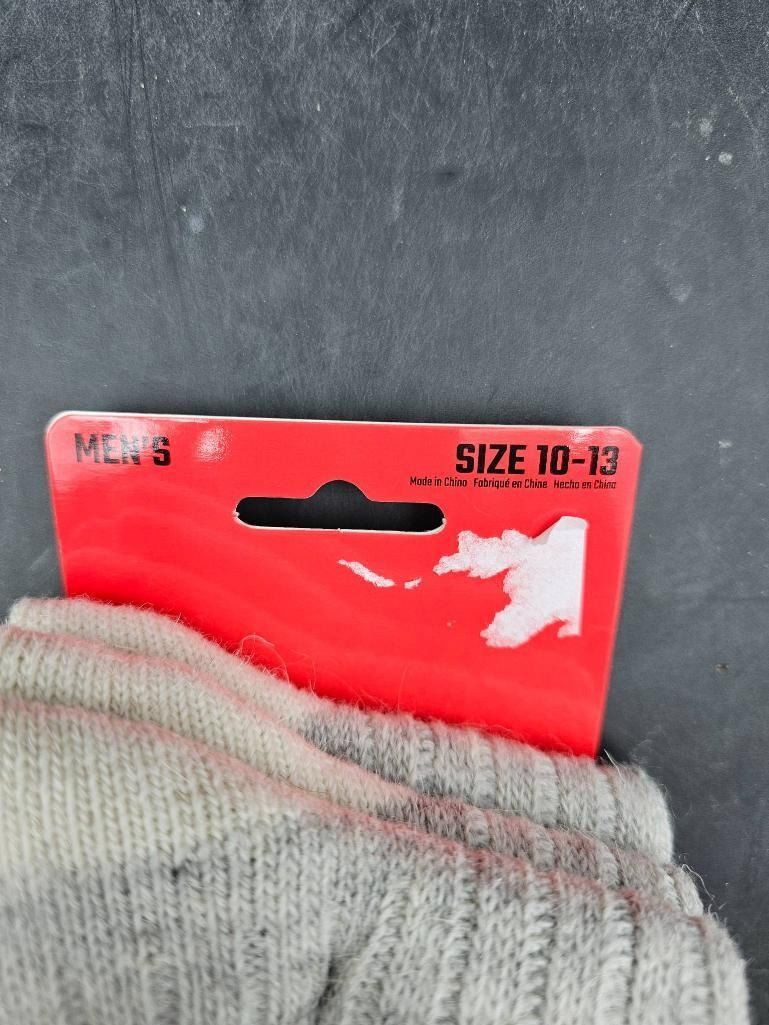 MEN'S
SIZE 10-13
Made in China Fabriqué en Chine Hecho en China